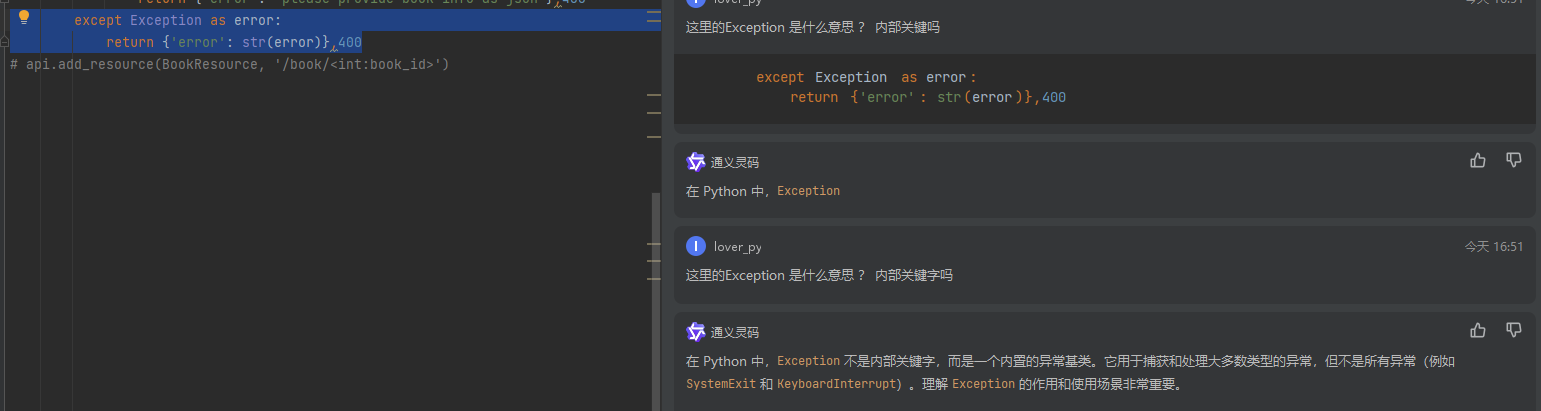 return {'error': 'please provide book info as json'},400
except Exception as error:
return {'error': str(error)},400
# api.add_resource(BookResource, '/book/<int:book_id>')
lover_py 今天 16:51
这里的Exception 是什么意思 ？ 内部关键吗
except Exception as error:
return {'error': str(error)},400
通义灵码
在 Python 中，Exception
lover_py 今天 16:51
这里的Exception 是什么意思 ？ 内部关键字吗
通义灵码
在 Python 中，Exception 不是内部关键字，而是一个内置的异常基类。它用于捕获和处理大多数类型的异常，但不是所有异常（例如
SystemExit 和 KeyboardInterrupt）。理解 Exception 的作用和使用场景非常重要。